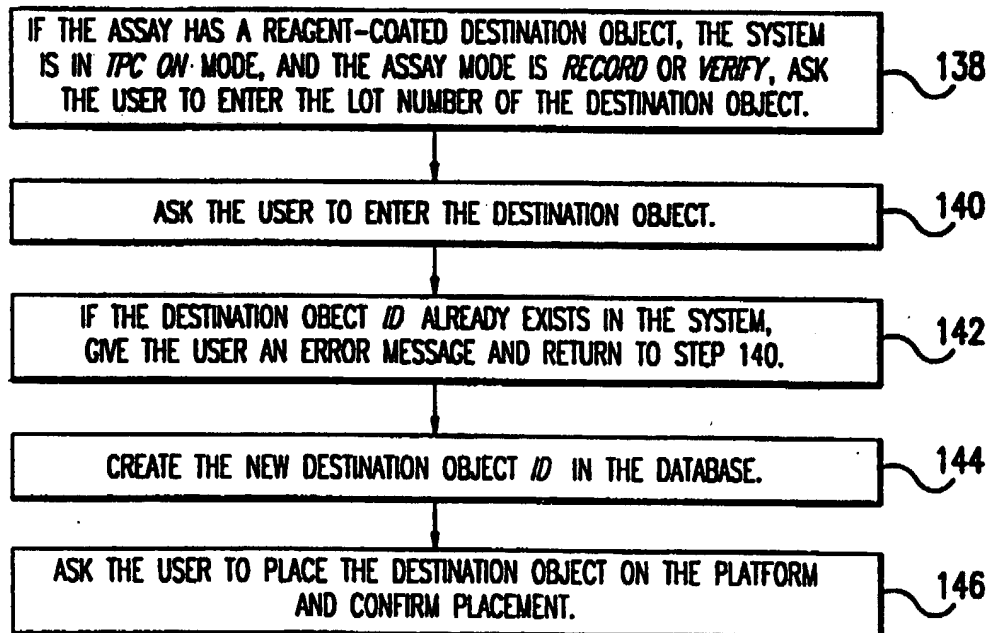 IF THE ASSAY HAS A REAGENT-COATED DESTINATION OBJECT, THE SYSTEM
IS IN TPC ON MODE, AND THE ASSAY MODE IS RECORD OR VERIFY, ASK
THE USER TO ENTER THE LOT NUMBER OF THE DESTINATION OBJECT.
138
ASK THE USER TO ENTER THE DESTINATION OBJECT.
140
IF THE DESTINATION OBECT ID ALREADY EXISTS IN THE SYSTEM,
GIVE THE USER AN ERROR MESSAGE AND RETURN TO STEP 140.
142
CREATE THE NEW DESTINATION OBJECT ID IN THE DATABASE.
144
ASK THE USER TO PLACE THE DESTINATION OBJECT ON THE PLATFORM
AND CONFIRM PLACEMENT.
146